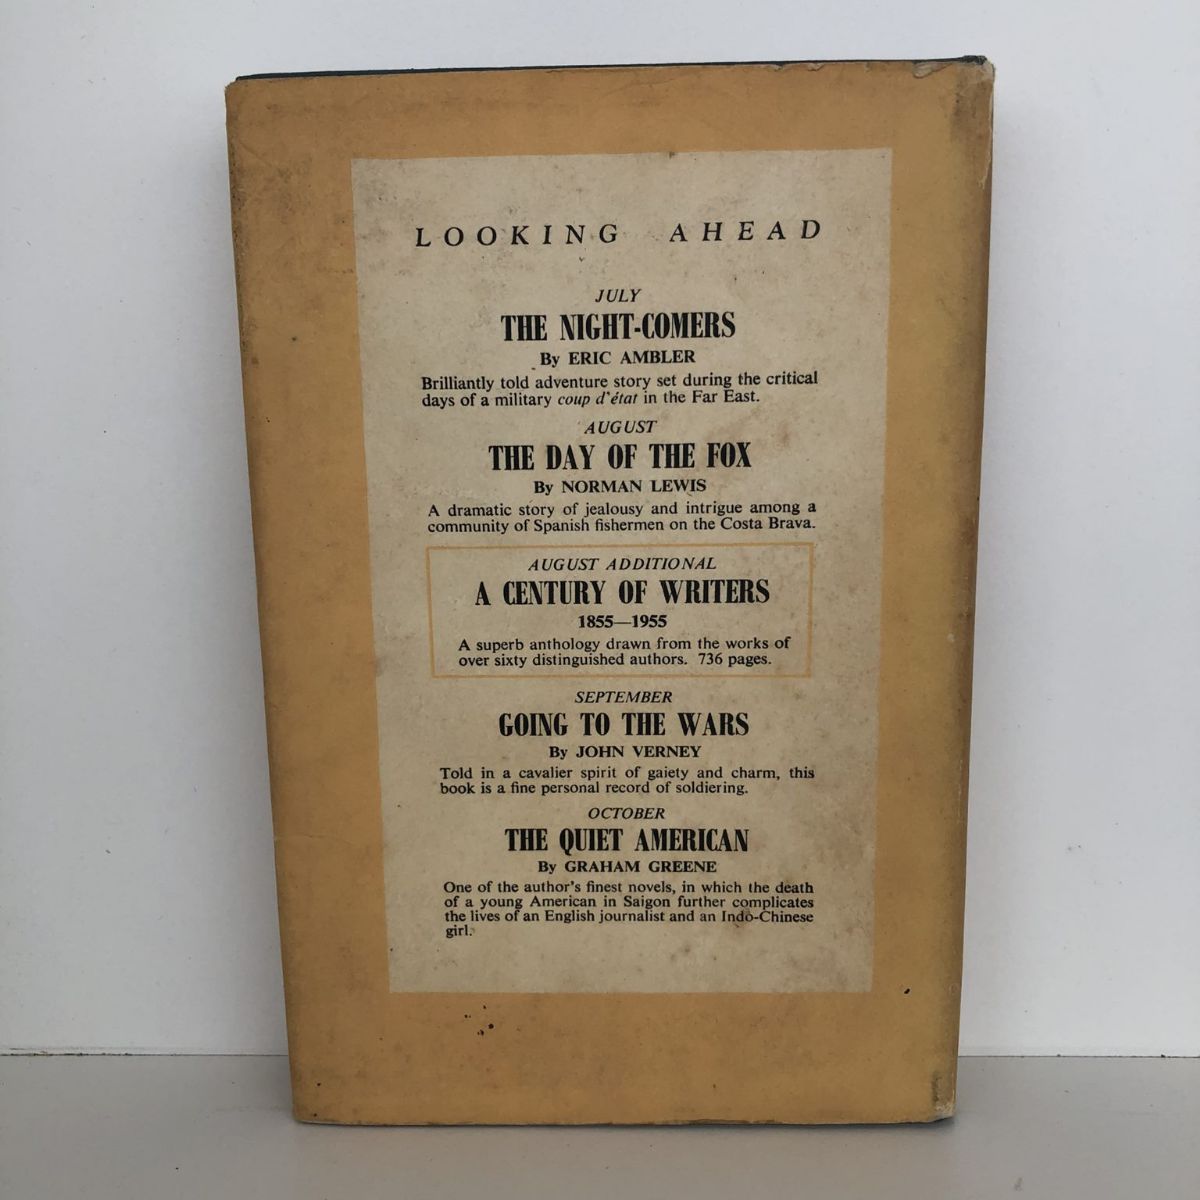 LOOKING AHEAD
JULY
THE NIGHT-COMERS
By ERIC AMBLER
Brilliantly told adventure story set during the critical
days of a military coup d'état in the Far East.
AUGUST
THE DAY OF THE FOX
By NORMAN LEWIS
A dramatic story of jealousy and intrigue among a
community of Spanish fishermen on the Costa Brava.
AUGUST ADDITIONAL
A CENTURY OF WRITERS
1855—1955
A superb anthology drawn from the works of
over sixty distinguished authors. 736 pages.
SEPTEMBER
GOING TO THE WARS
By JOHN VERNEY
Told in a cavalier spirit of gaiety and charm, this
book is a fine personal record of soldiering.
OCTOBER
THE QUIET AMERICAN
By GRAHAM GREENE
One of the author's finest novels, in which the death
of a young American in Saigon further complicates
the lives of an English journalist and an Indo-Chinese
girl.